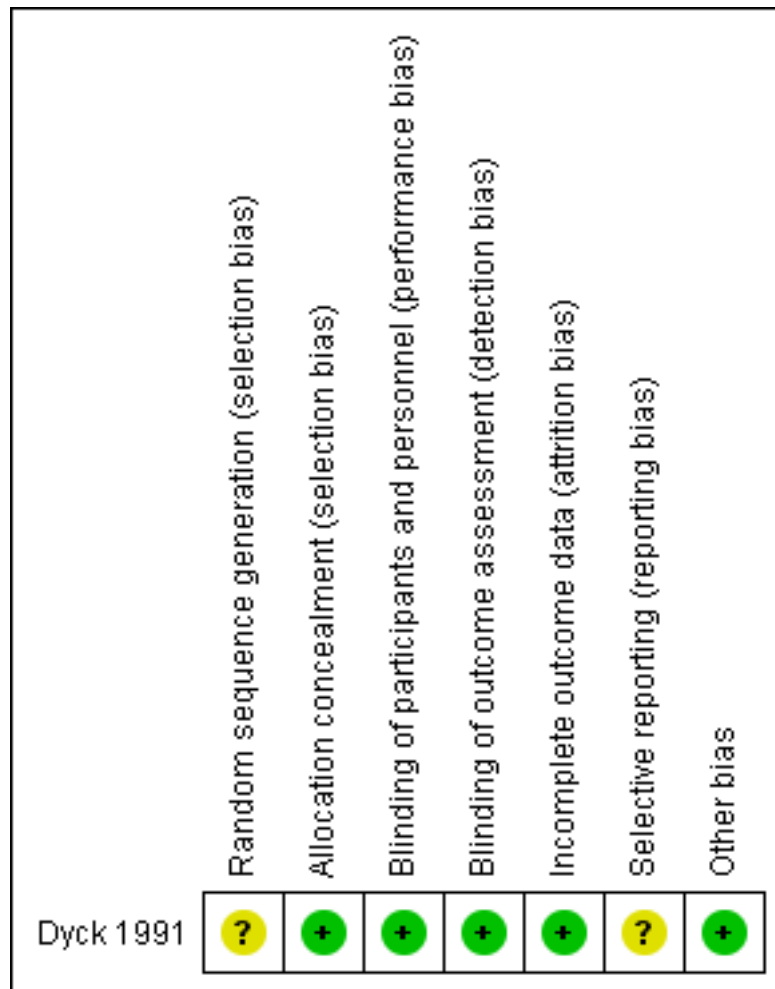 Random sequence generation (selection bias)
Allocation concealment (selection bias)
Blinding of participants and personnel (performance bias)
Blinding of outcome assessment (detection bias)
Incomplete outcome data (attrition bias)
Selective reporting (reporting bias)
Other bias
Dyck 1991 ? + + + + ? +